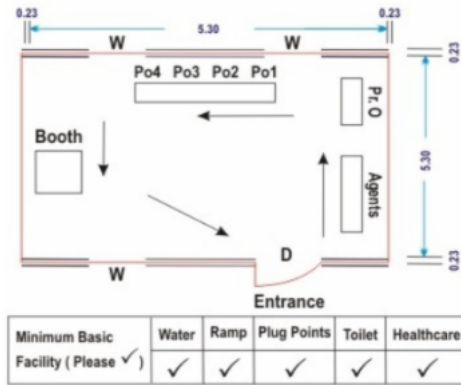 0.23 5.30 0.23
W W
0.23
Po4 Po3 Po2 Po1
Pr. O
Booth
5.30
Agents
D
W
0.23
Entrance
Minimum Basic Facility ( Please ✓ ) Water Ramp Plug Points Toilet Healthcare
✓ ✓ ✓ ✓ ✓